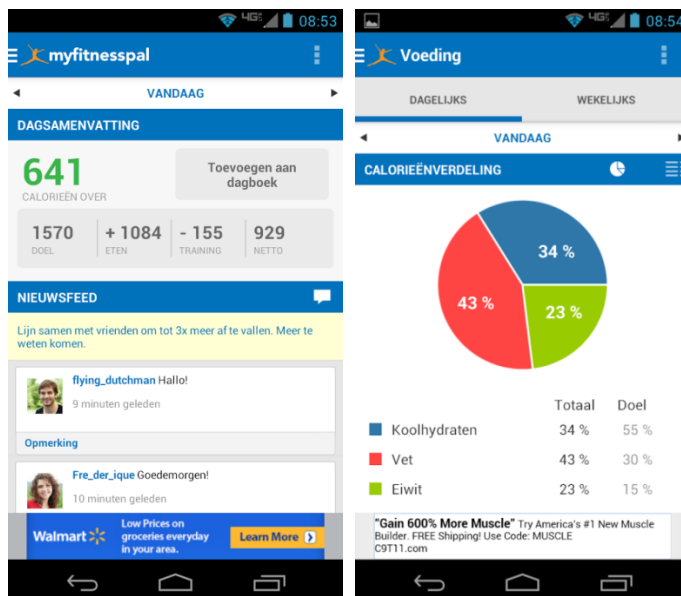 4G 08:53
myfitnesspal
VANDAAG
DAGSAMENVATTING
641
CALORIEËN OVER
Toevoegen aan
dagboek
1570 + 1084 - 155 929
DOEL ETEN TRAINING NETTO
NIEUWSFEED
Lijn samen met vrienden om tot 3x meer af te vallen. Meer te
weten komen.
flying_dutchman Hallo!
9 minuten geleden
Opmerking
Fre_der_ique Goedemorgen!
10 minuten geleden
Walmart
Low Prices on
groceries everyday
in your area.
Learn More
4G 08:54
Voeding
DAGELIJKS WEKELIJKS
VANDAAG
CALORIEËNVERDELING
34 %
43 %
23 %
Totaal Doel
Koolhydraten 34 % 55 %
Vet 43 % 30 %
Eiwit 23 % 15 %
"Gain 600% More Muscle" Try America's #1 New Muscle
Builder. FREE Shipping! Use Code: MUSCLE
C9T11.com